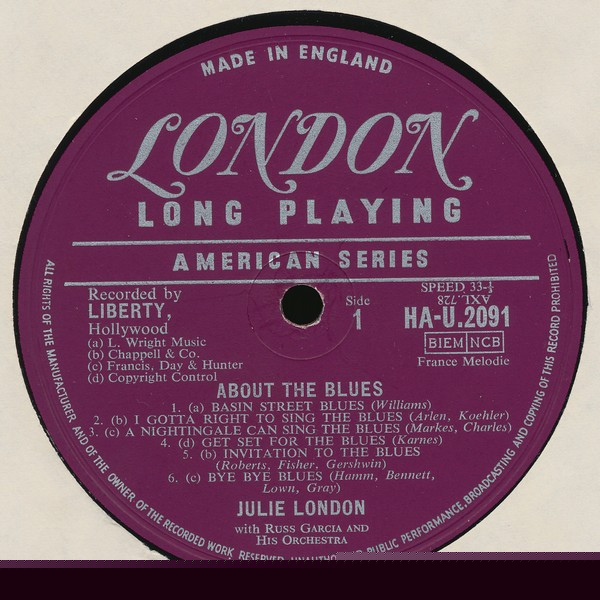 MADE IN ENGLAND
LONDON
LONG PLAYING
AMERICAN SERIES
Recorded by
LIBERTY,
Hollywood
(a) L. Wright Music
(b) Chappell & Co.
(c) Francis, Day & Hunter
(d) Copyright Control
Side
1
SPEED 33-⅓
AXL.728
HA-U.2091
BIEM NCB
France Melodie
ABOUT THE BLUES
1. (a) BASIN STREET BLUES (Williams)
2. (b) I GOTTA RIGHT TO SING THE BLUES (Arlen, Koehler)
3. (c) A NIGHTINGALE CAN SING THE BLUES (Markes, Charles)
4. (d) GET SET FOR THE BLUES (Karnes)
5. (b) INVITATION TO THE BLUES
(Roberts, Fisher, Gershwin)
6. (c) BYE BYE BLUES (Hamm, Bennett,
Lown, Gray)
JULIE LONDON
with RUSS GARCIA AND
HIS ORCHESTRA
ALL RIGHTS OF THE MANUFACTURER AND OF THE OWNER OF THE RECORDED WORK RESERVED PUBLIC PERFORMANCE, BROADCASTING AND COPYING OF THIS RECORD PROHIBITED